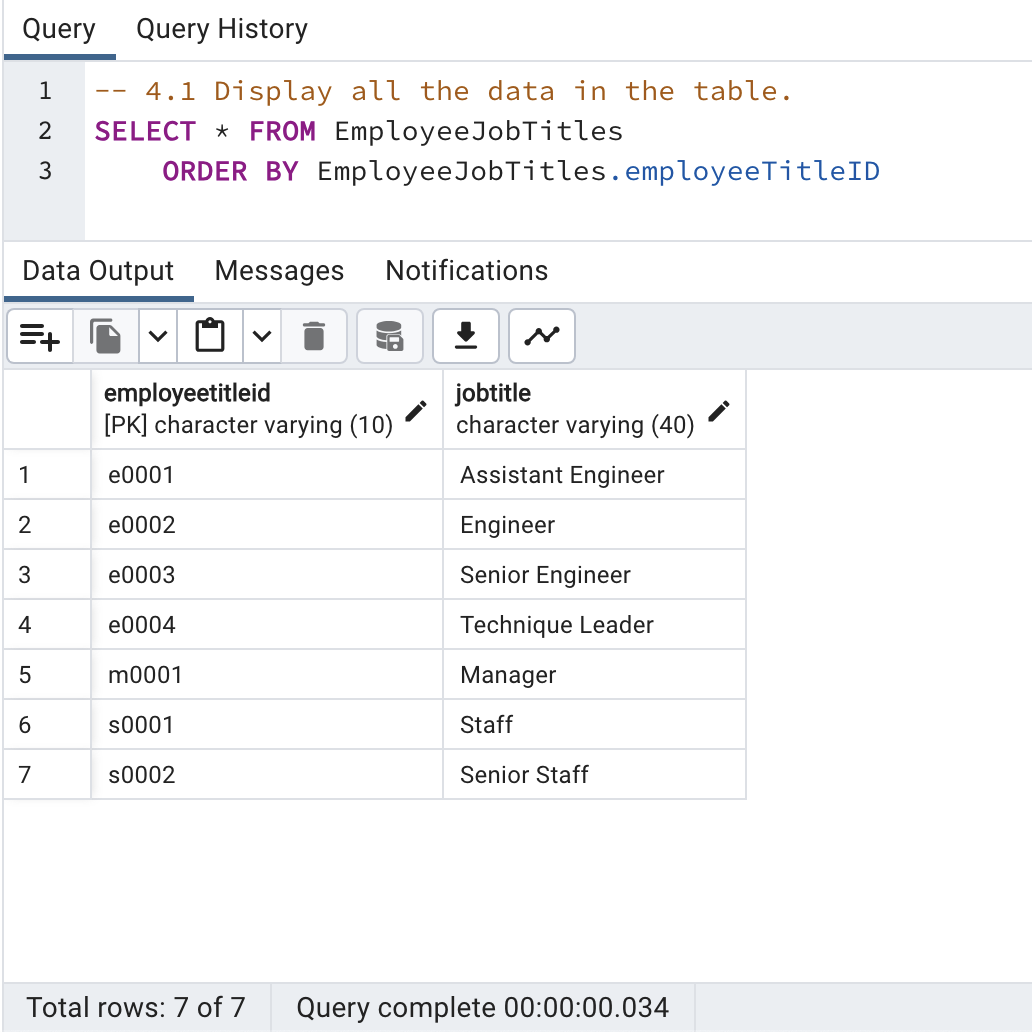 Query Query History
1 -- 4.1 Display all the data in the table.
2 SELECT * FROM EmployeeJobTitles
3 ORDER BY EmployeeJobTitles.employeeTitleID
Data Output Messages Notifications
employeetitleid jobtitle
[PK] character varying (10) character varying (40)
1 e0001 Assistant Engineer
2 e0002 Engineer
3 e0003 Senior Engineer
4 e0004 Technique Leader
5 m0001 Manager
6 s0001 Staff
7 s0002 Senior Staff
Total rows: 7 of 7 Query complete 00:00:00.034